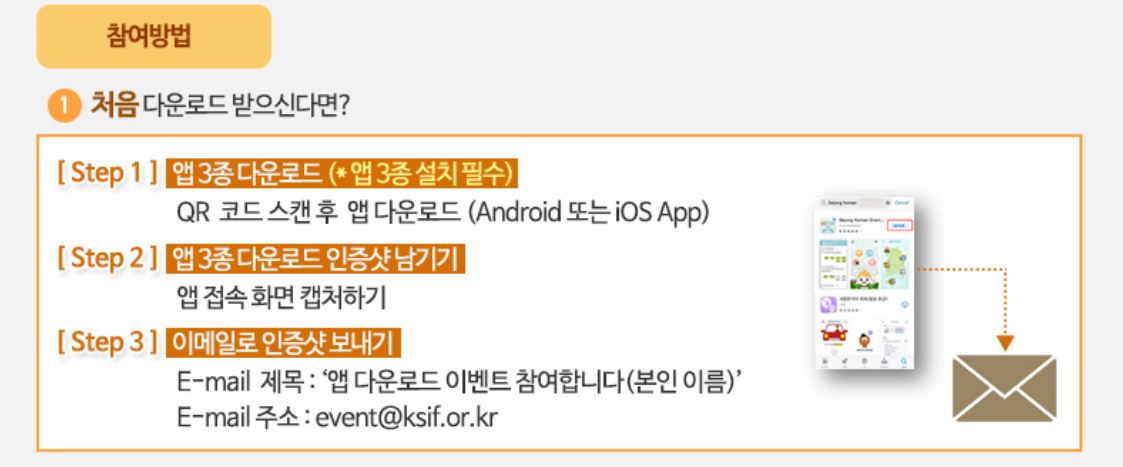 참여방법
1 처음 다운로드 받으신다면?
[ Step 1 ] 앱 3종 다운로드 (* 앱 3종 설치 필수)
QR 코드 스캔 후 앱 다운로드 (Android 또는 iOS App)
[ Step 2 ] 앱 3종 다운로드 인증샷 남기기
앱 접속 화면 캡처하기
[ Step 3 ] 이메일로 인증샷 보내기
E-mail 제목 : ‘앱 다운로드 이벤트 참여합니다(본인 이름)’
E-mail 주소 : event@ksif.or.kr
Cancel